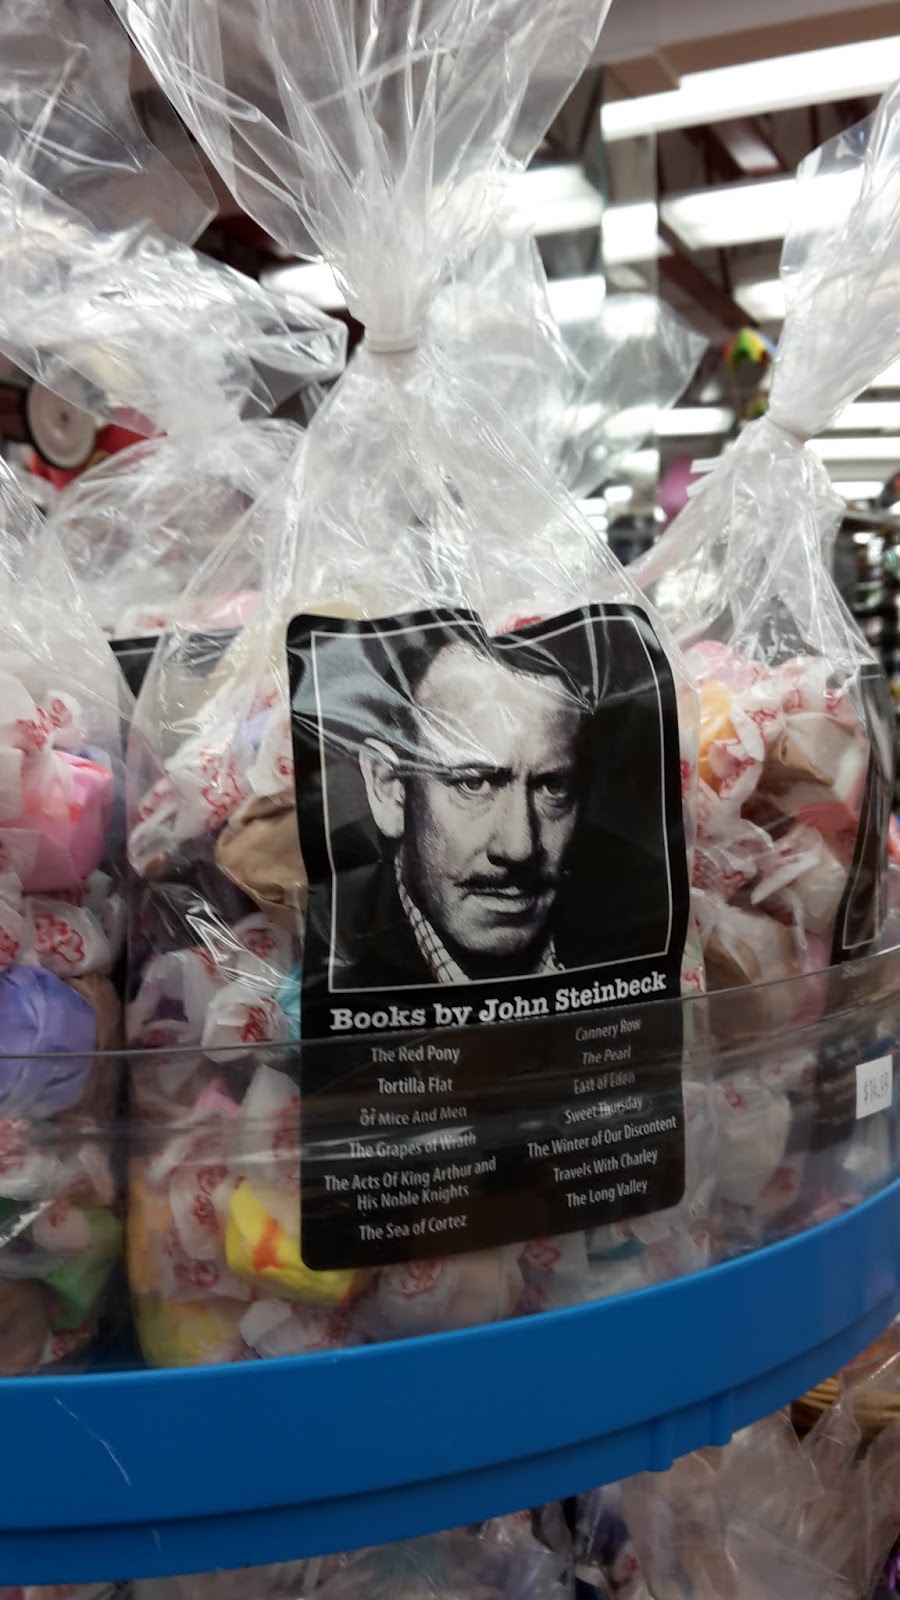 Books by John Steinbeck
The Red Pony
Tortilla Flat
Of Mice And Men
The Grapes of Wrath
The Acts Of King Arthur and
His Noble Knights
The Sea of Cortez
Cannery Row
The Pearl
East of Eden
Sweet Thursday
The Winter of Our Discontent
Travels With Charley
The Long Valley